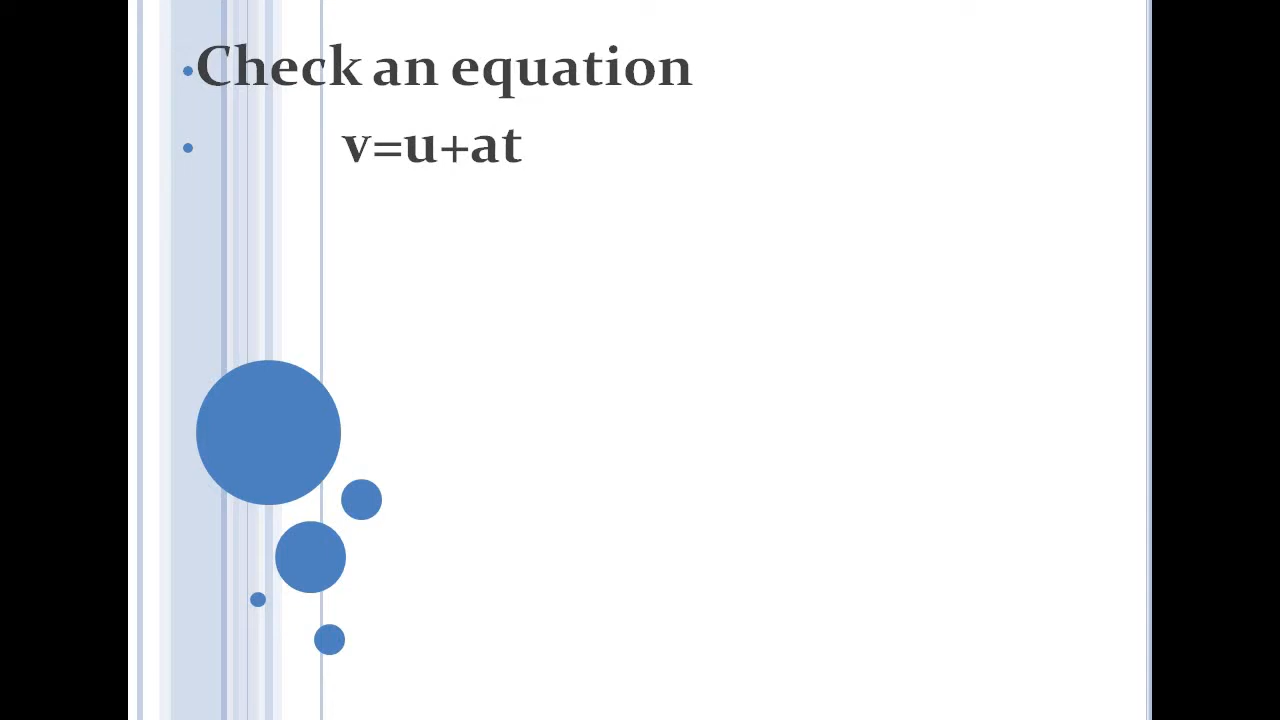 •Check an equation
• v=u+at